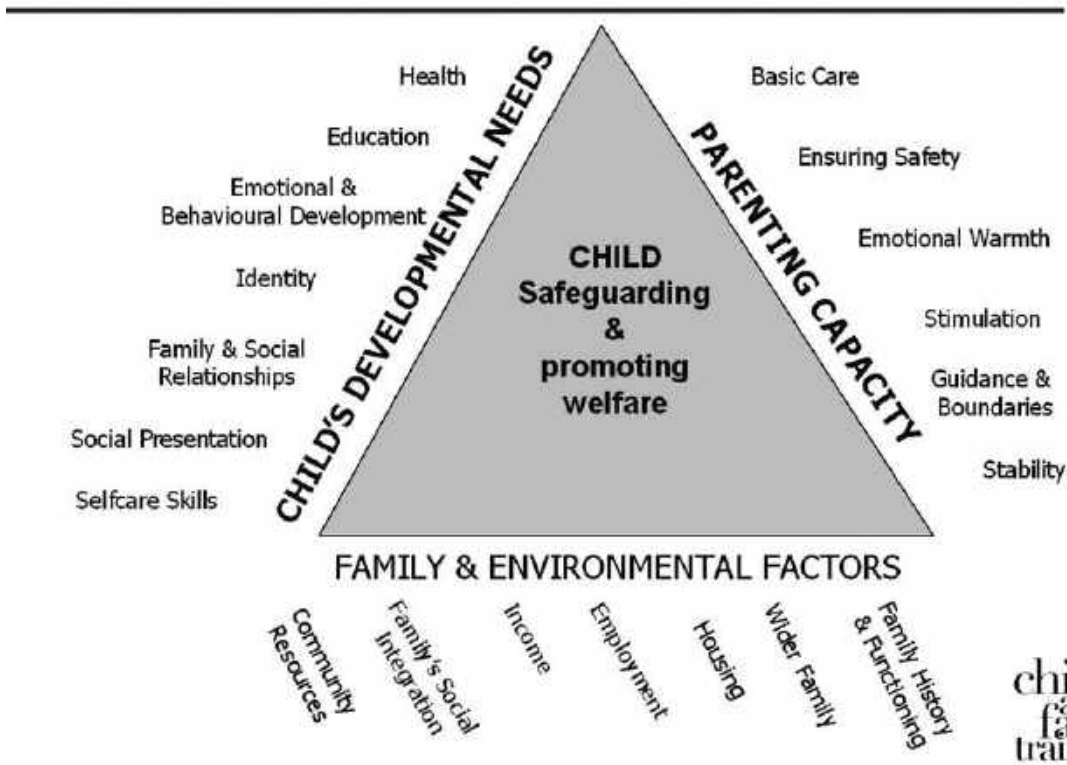 Health
Education
Emotional &
Behavioural Development
Identity
Family & Social
Relationships
Social Presentation
Selfcare Skills
CHILD'S DEVELOPMENTAL NEEDS
CHILD
Safeguarding
&
promoting
welfare
PARENTING CAPACITY
Basic Care
Ensuring Safety
Emotional Warmth
Stimulation
Guidance &
Boundaries
Stability
FAMILY & ENVIRONMENTAL FACTORS
Community
Resources
Family's Social
Integration
Income
Employment
Housing
Wider Family
Family History
& Functioning